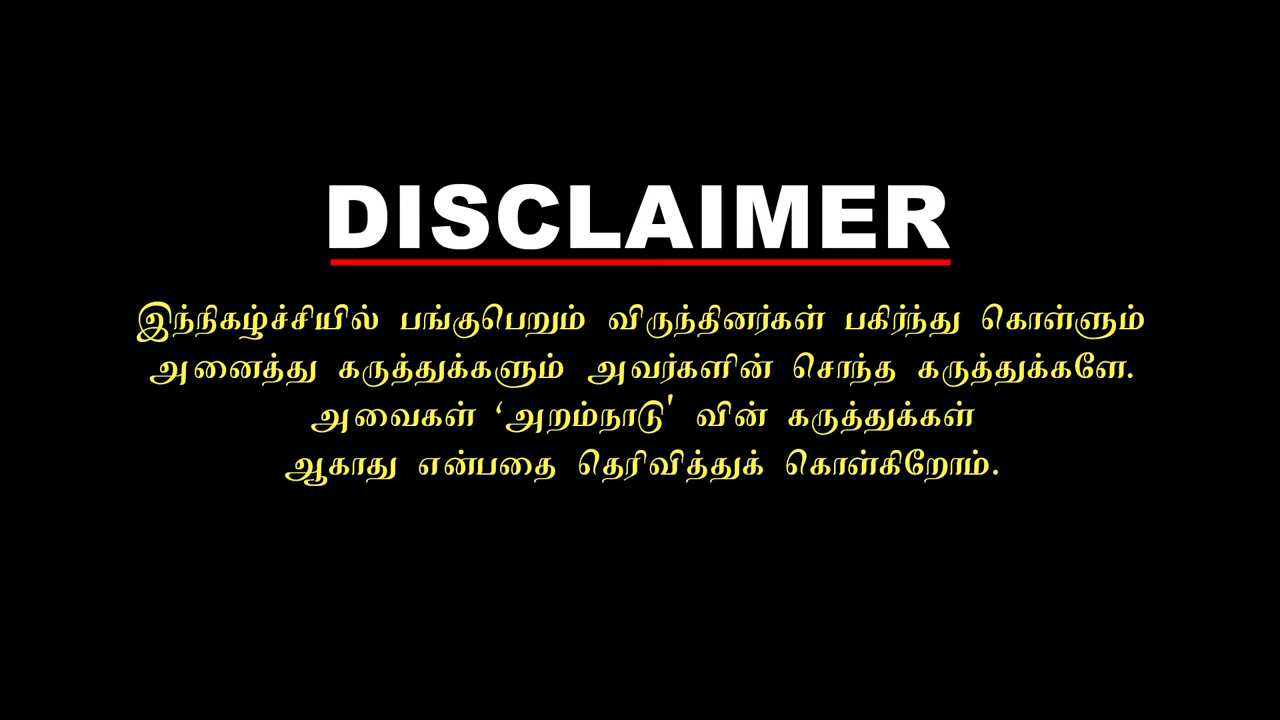 DISCLAIMER
இந்நிகழ்ச்சியில் பங்குபெறும் விருந்தினர்கள் பகிர்ந்து கொள்ளும்
அனைத்து கருத்துக்களும் அவர்களின் சொந்த கருத்துக்களே.
அவைகள் ‘அறம்நாடு' வின் கருத்துக்கள்
ஆகாது என்பதை தெரிவித்துக் கொள்கிறோம்.